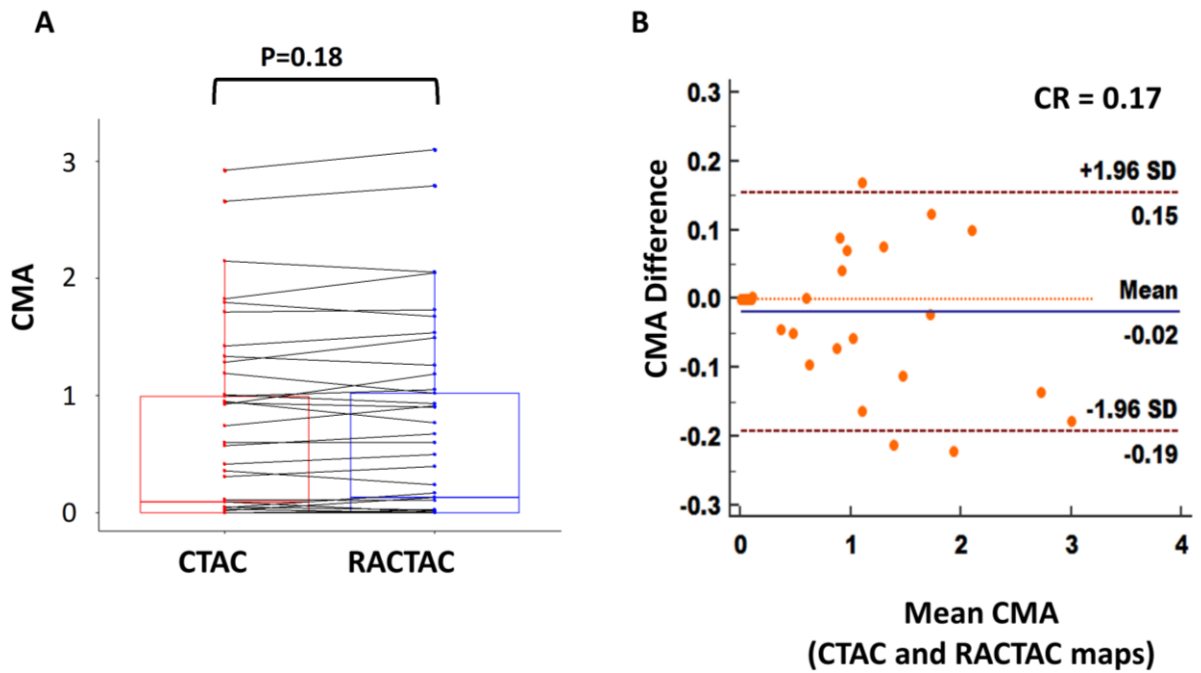 A
P=0.18
CMA
3
2
1
0
CTAC
RACTAC
B
CR = 0.17
CMA Difference
0.3
0.2
0.1
0.0
-0.1
-0.2
-0.3
+1.96 SD
0.15
Mean
-0.02
-1.96 SD
-0.19
0
1
2
3
4
Mean CMA
(CTAC and RACTAC maps)